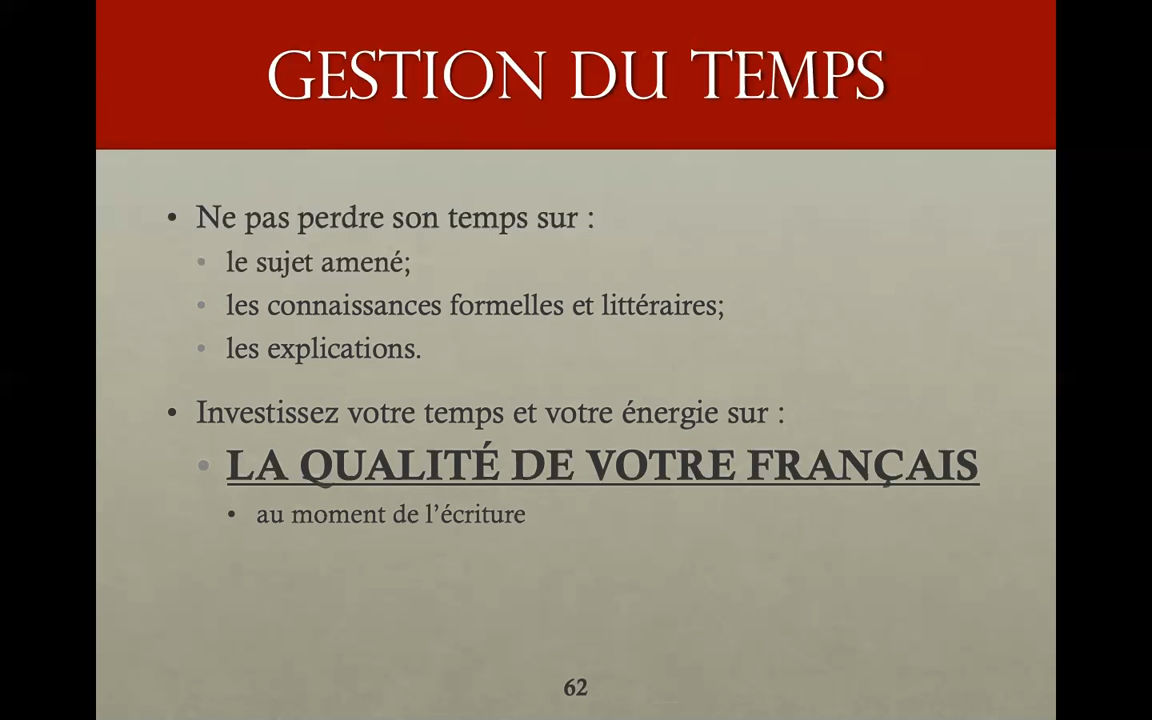 GESTION DU TEMPS
• Ne pas perdre son temps sur :
• le sujet amené;
• les connaissances formelles et littéraires;
• les explications.
• Investissez votre temps et votre énergie sur :
• LA QUALITÉ DE VOTRE FRANÇAIS
• au moment de l’écriture
62